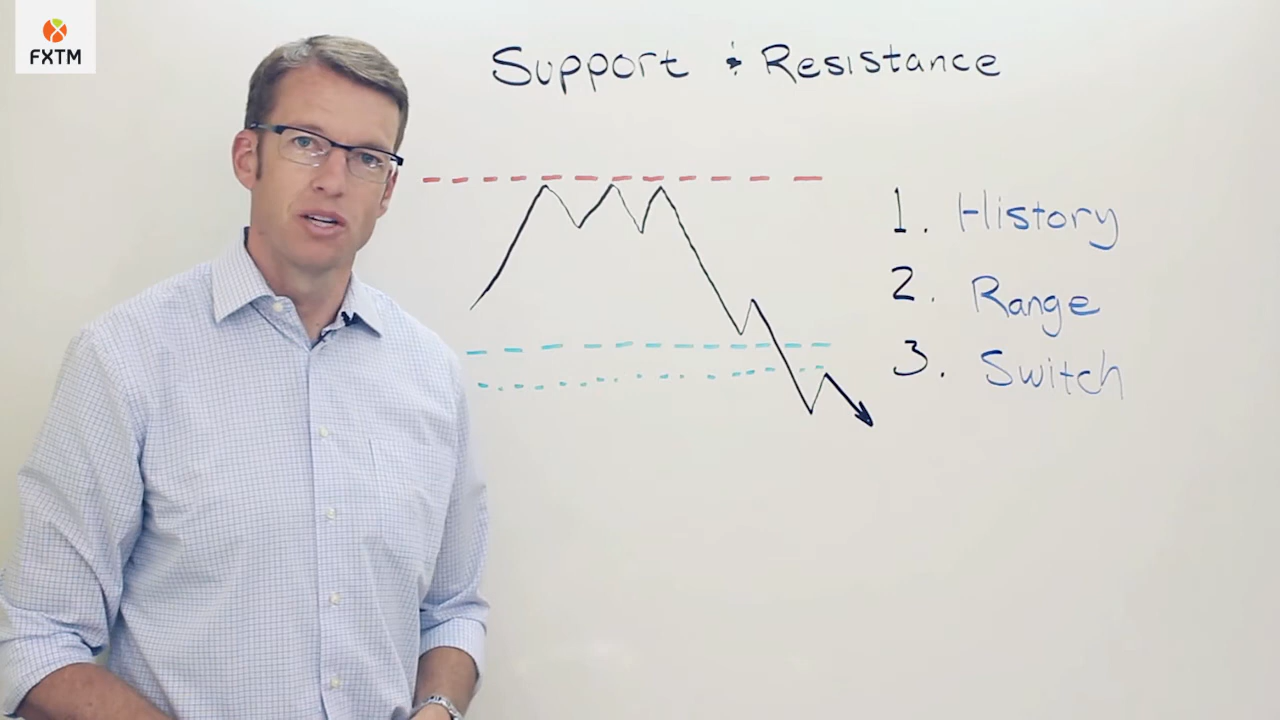 FXTM
Support & Resistance
1. History
2. Range
3. Switch